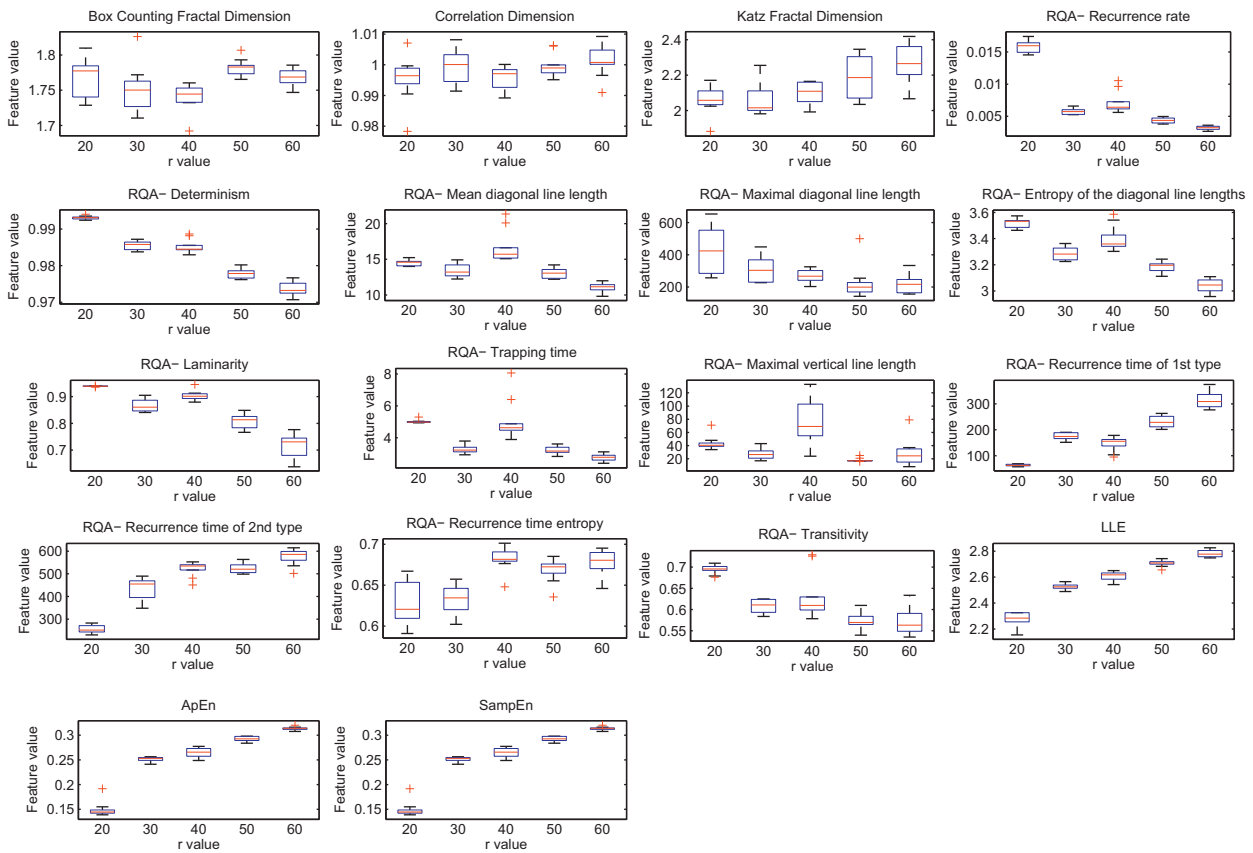 Box Counting Fractal Dimension
Feature value
1.8
1.75
1.7
20 30 40 50 60
r value
Correlation Dimension
Feature value
1.01
1
0.99
0.98
20 30 40 50 60
r value
Katz Fractal Dimension
Feature value
2.4
2.2
2
20 30 40 50 60
r value
RQA− Recurrence rate
Feature value
0.015
0.01
0.005
20 30 40 50 60
r value
RQA− Determinism
Feature value
0.99
0.98
0.97
20 30 40 50 60
r value
RQA− Mean diagonal line length
Feature value
20
15
10
20 30 40 50 60
r value
RQA− Maximal diagonal line length
Feature value
600
400
200
20 30 40 50 60
r value
RQA− Entropy of the diagonal line lengths
Feature value
3.6
3.4
3.2
3
20 30 40 50 60
r value
RQA− Laminarity
Feature value
0.9
0.8
0.7
20 30 40 50 60
r value
RQA− Trapping time
Feature value
8
6
4
20 30 40 50 60
r value
RQA− Maximal vertical line length
Feature value
120
100
80
60
40
20
20 30 40 50 60
r value
RQA− Recurrence time of 1st type
Feature value
300
200
100
20 30 40 50 60
r value
RQA− Recurrence time of 2nd type
Feature value
600
500
400
300
20 30 40 50 60
r value
RQA− Recurrence time entropy
Feature value
0.7
0.65
0.6
20 30 40 50 60
r value
RQA− Transitivity
Feature value
0.7
0.65
0.6
0.55
20 30 40 50 60
r value
LLE
Feature value
2.8
2.6
2.4
2.2
20 30 40 50 60
r value
ApEn
Feature value
0.3
0.25
0.2
0.15
20 30 40 50 60
r value
SampEn
Feature value
0.3
0.25
0.2
0.15
20 30 40 50 60
r value